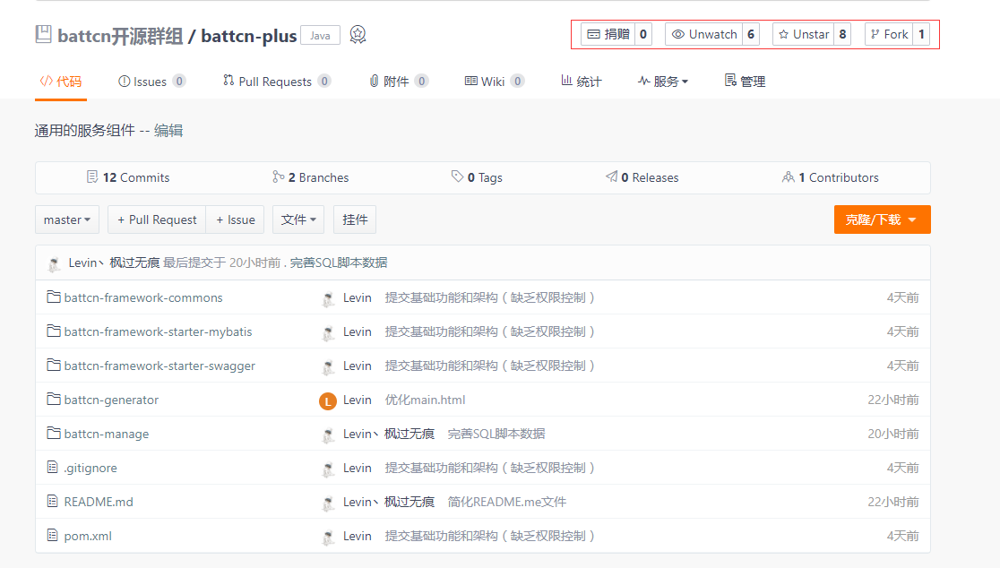 battcn开源群组 / battcn-plus Java 捐赠 0 Unwatch 6 Unstar 8 Fork 1
代码 Issues 0 Pull Requests 0 附件 0 Wiki 0 统计 服务 管理
通用的服务组件 -- 编辑
12 Commits 2 Branches 0 Tags 0 Releases 1 Contributors
master + Pull Request + Issue 文件 挂件 克隆/下载
Levin丶枫过无痕 最后提交于 20小时前 . 完善SQL脚本数据
battcn-framework-commons Levin 提交基础功能和架构（缺乏权限控制） 4天前
battcn-framework-starter-mybatis Levin 提交基础功能和架构（缺乏权限控制） 4天前
battcn-framework-starter-swagger Levin 提交基础功能和架构（缺乏权限控制） 4天前
battcn-generator L Levin 优化main.html 22小时前
battcn-manage Levin丶枫过无痕 完善SQL脚本数据 20小时前
.gitignore Levin 提交基础功能和架构（缺乏权限控制） 4天前
README.md Levin丶枫过无痕 简化README.me文件 22小时前
pom.xml Levin 提交基础功能和架构（缺乏权限控制） 4天前